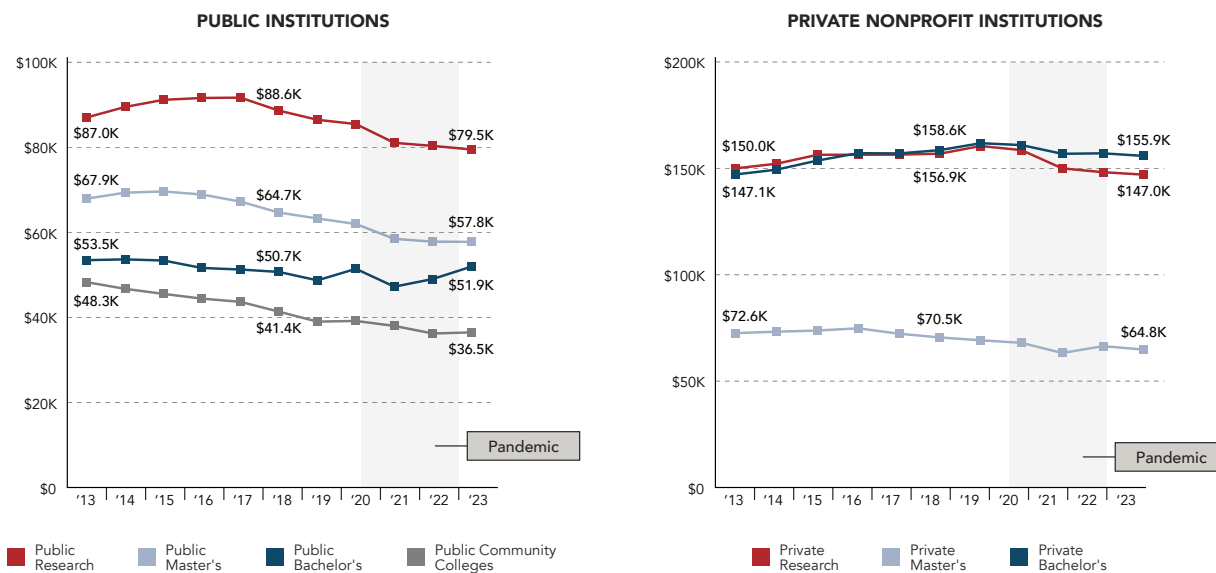 PUBLIC INSTITUTIONS
$100K
$80K
$60K
$40K
$20K
$0
$87.0K
$88.6K
$79.5K
$67.9K
$64.7K
$57.8K
$53.5K
$50.7K
$51.9K
$48.3K
$41.4K
$36.5K
Pandemic
'13 '14 '15 '16 '17 '18 '19 '20 '21 '22 '23
Public Research
Public Master's
Public Bachelor's
Public Community Colleges
PRIVATE NONPROFIT INSTITUTIONS
$200K
$150K
$100K
$50K
$0
$150.0K
$158.6K
$155.9K
$147.1K
$156.9K
$147.0K
$72.6K
$70.5K
$64.8K
Pandemic
'13 '14 '15 '16 '17 '18 '19 '20 '21 '22 '23
Private Research
Private Master's
Private Bachelor's